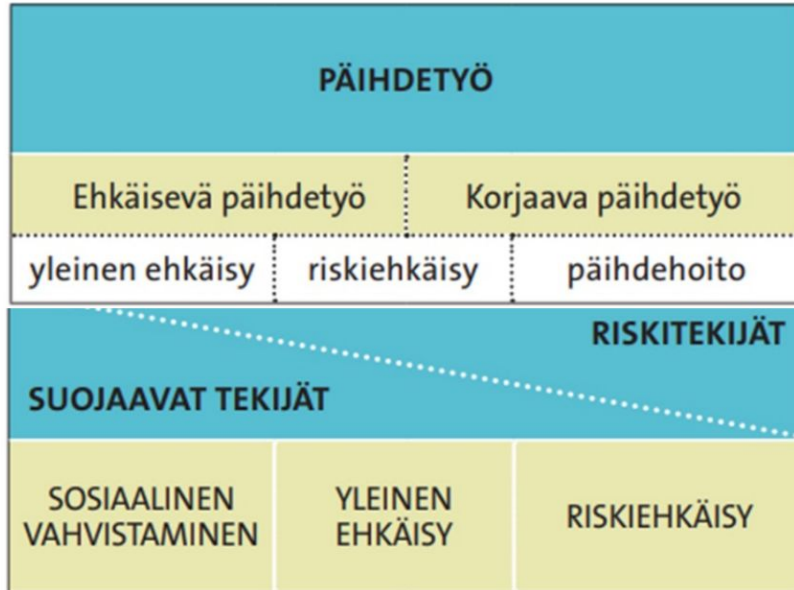 PÄIHDETYÖ
Ehkäisevä päihdetyö
Korjaava päihdetyö
yleinen ehkäisy
riskiehkäisy
päihdehoito
RISKITEKIJÄT
SUOJAAVAT TEKIJÄT
SOSIAALINEN
VAHVISTAMINEN
YLEINEN
EHKÄISY
RISKIEHKÄISY